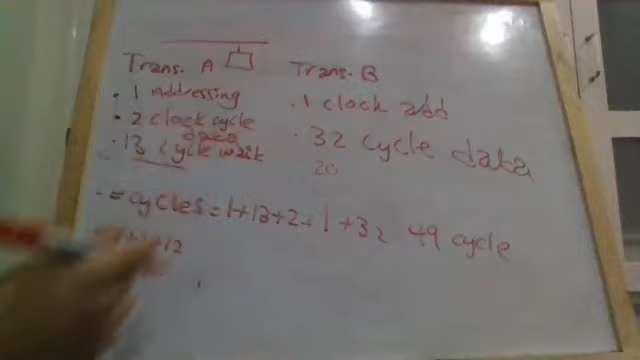 Trans. A
· 1 Addressing
· 2 clock cycle
data
· 13 cycle wait
Trans. B
· 1 clock add
· 32 cycle data
20
= cycles = 1+13+2+1+32 49 cycle
+12